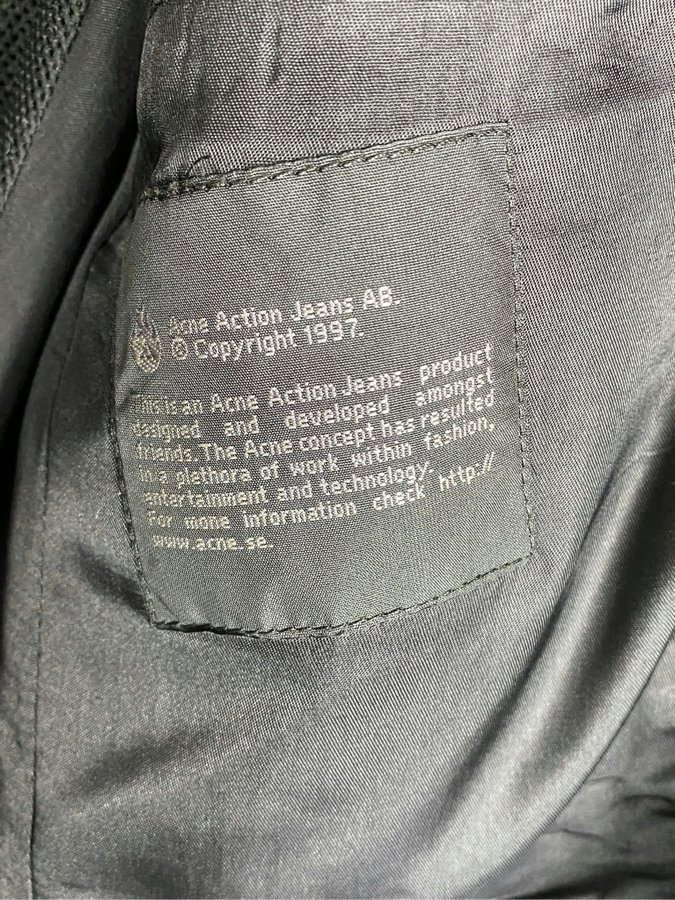 Acne Action Jeans AB.
© Copyright 1997.
This is an Acne Action Jeans product
designed and developed amongst
friends. The Acne concept has resulted
in a plethora of work within fashion,
entertainment and technology.
For more information check http://
www.acne.se.